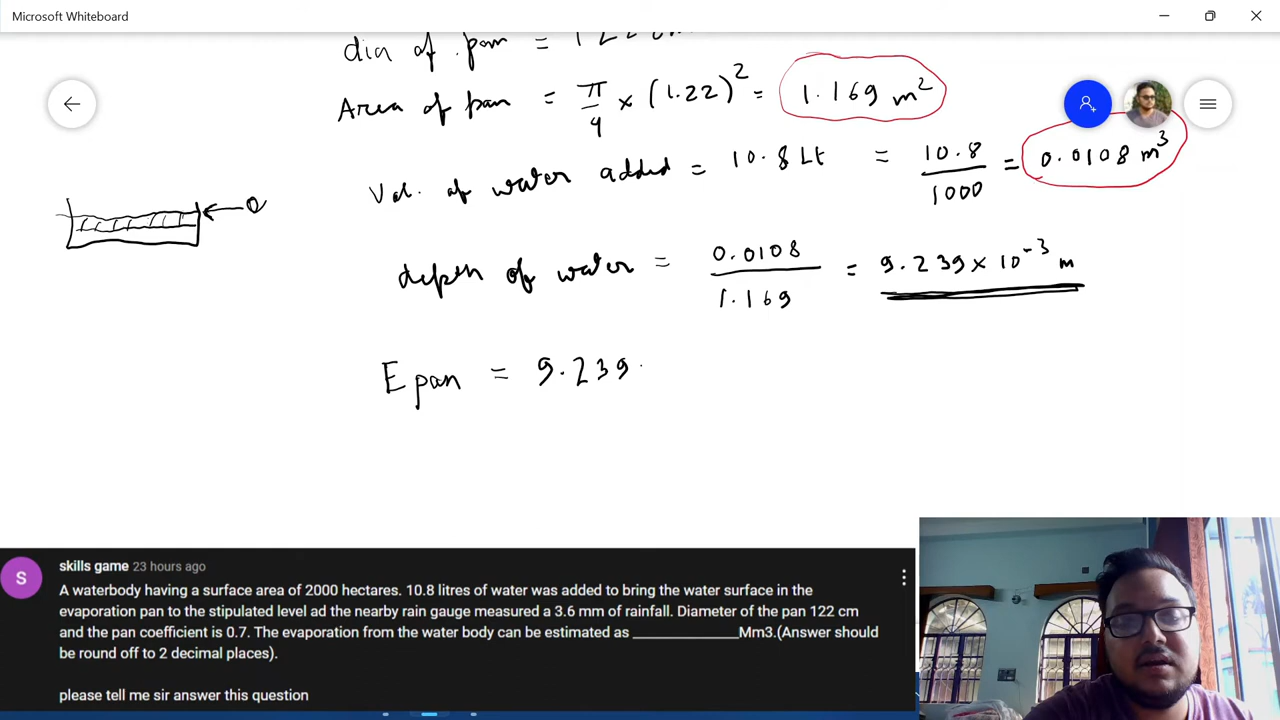 Microsoft Whiteboard
dia of pan =
Area of pan = π/4 × (1.22)² = 1.169 m²
Vol. of water added = 10.8 Lt = 10.8/1000 = 0.0108 m³
depth of water = 0.0108/1.169 = 9.239 × 10⁻³ m
E pan = 9.239
skills game 23 hours ago
S
A waterbody having a surface area of 2000 hectares. 10.8 litres of water was added to bring the water surface in the
evaporation pan to the stipulated level ad the nearby rain gauge measured a 3.6 mm of rainfall. Diameter of the pan 122 cm
and the pan coefficient is 0.7. The evaporation from the water body can be estimated as ________________Mm3.(Answer should
be round off to 2 decimal places).
please tell me sir answer this question